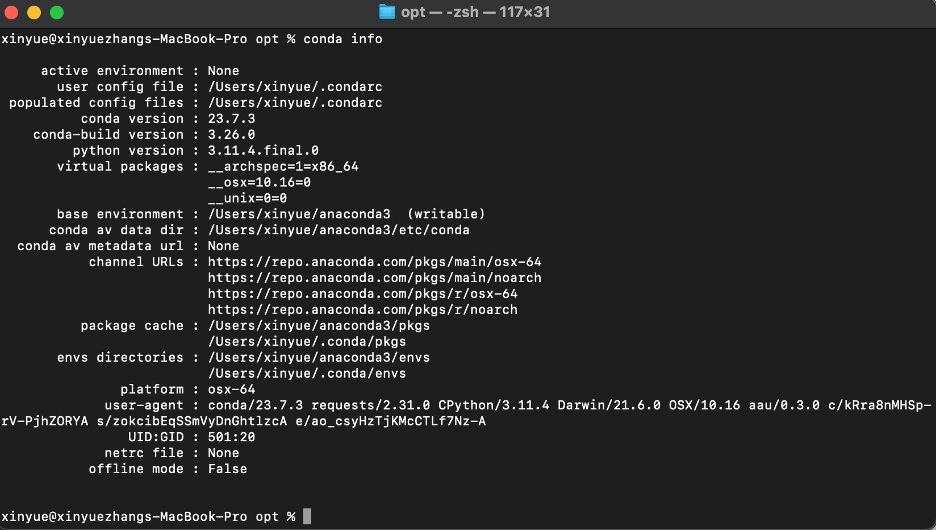 opt — -zsh — 117×31
xinyue@xinyuezhangs-MacBook-Pro opt % conda info
active environment : None
user config file : /Users/xinyue/.condarc
populated config files : /Users/xinyue/.condarc
conda version : 23.7.3
conda-build version : 3.26.0
python version : 3.11.4.final.0
virtual packages : __archspec=1=x86_64
__osx=10.16=0
__unix=0=0
base environment : /Users/xinyue/anaconda3  (writable)
conda av data dir : /Users/xinyue/anaconda3/etc/conda
conda av metadata url : None
channel URLs : https://repo.anaconda.com/pkgs/main/osx-64
https://repo.anaconda.com/pkgs/main/noarch
https://repo.anaconda.com/pkgs/r/osx-64
https://repo.anaconda.com/pkgs/r/noarch
package cache : /Users/xinyue/anaconda3/pkgs
/Users/xinyue/.conda/pkgs
envs directories : /Users/xinyue/anaconda3/envs
/Users/xinyue/.conda/envs
platform : osx-64
user-agent : conda/23.7.3 requests/2.31.0 CPython/3.11.4 Darwin/21.6.0 OSX/10.16 aau/0.3.0 c/kRra8nMHSp-
rV-PjhZORYA s/zokcibEqSSmVyDnGhtlzcA e/ao_csyHzTjKMcCTLf7Nz-A
UID:GID : 501:20
netrc file : None
offline mode : False
xinyue@xinyuezhangs-MacBook-Pro opt %